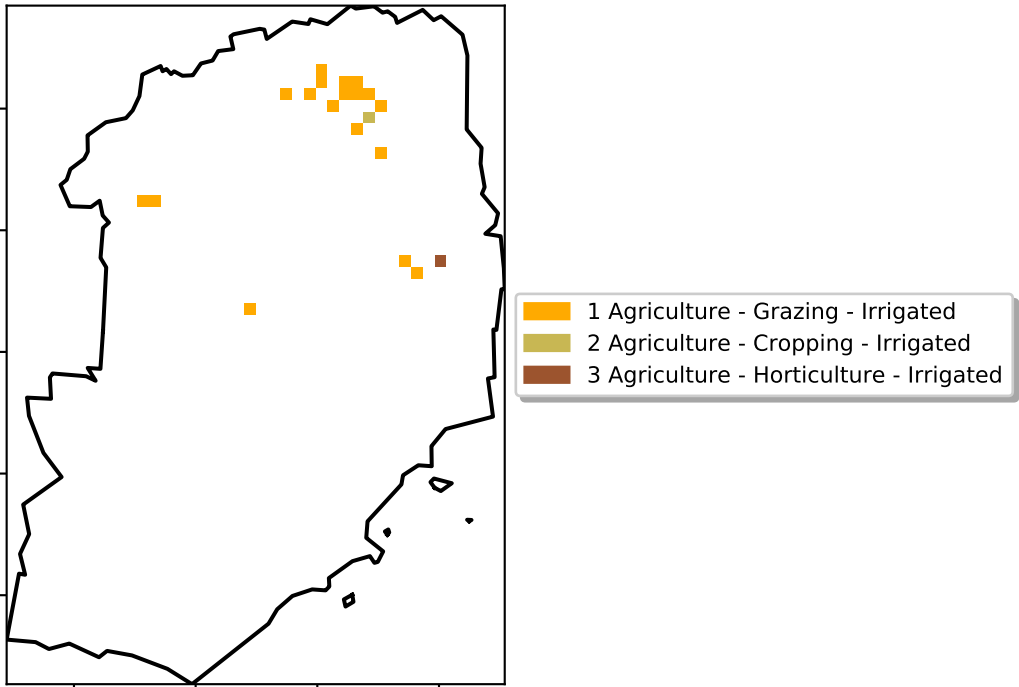 1 Agriculture - Grazing - Irrigated
2 Agriculture - Cropping - Irrigated
3 Agriculture - Horticulture - Irrigated